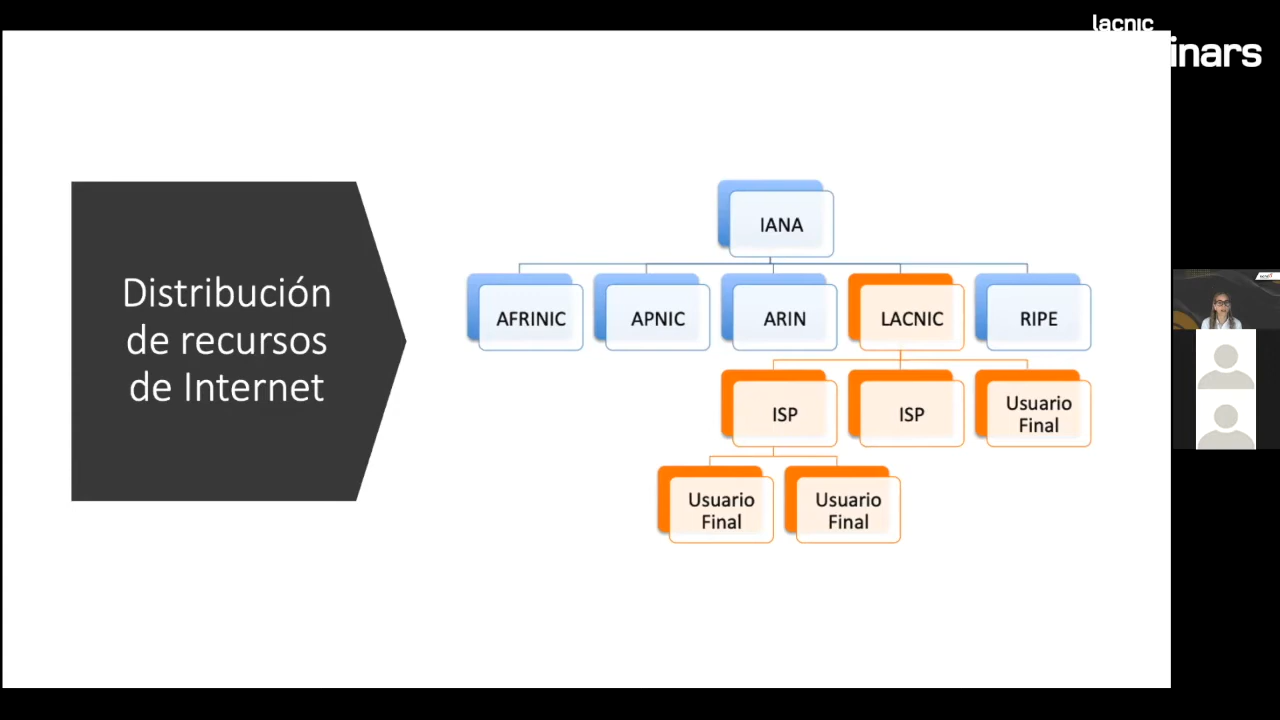 lacnic
inars
Distribución
de recursos
de Internet
IANA
AFRINIC
APNIC
ARIN
LACNIC
RIPE
ISP
ISP
Usuario
Final
Usuario
Final
Usuario
Final